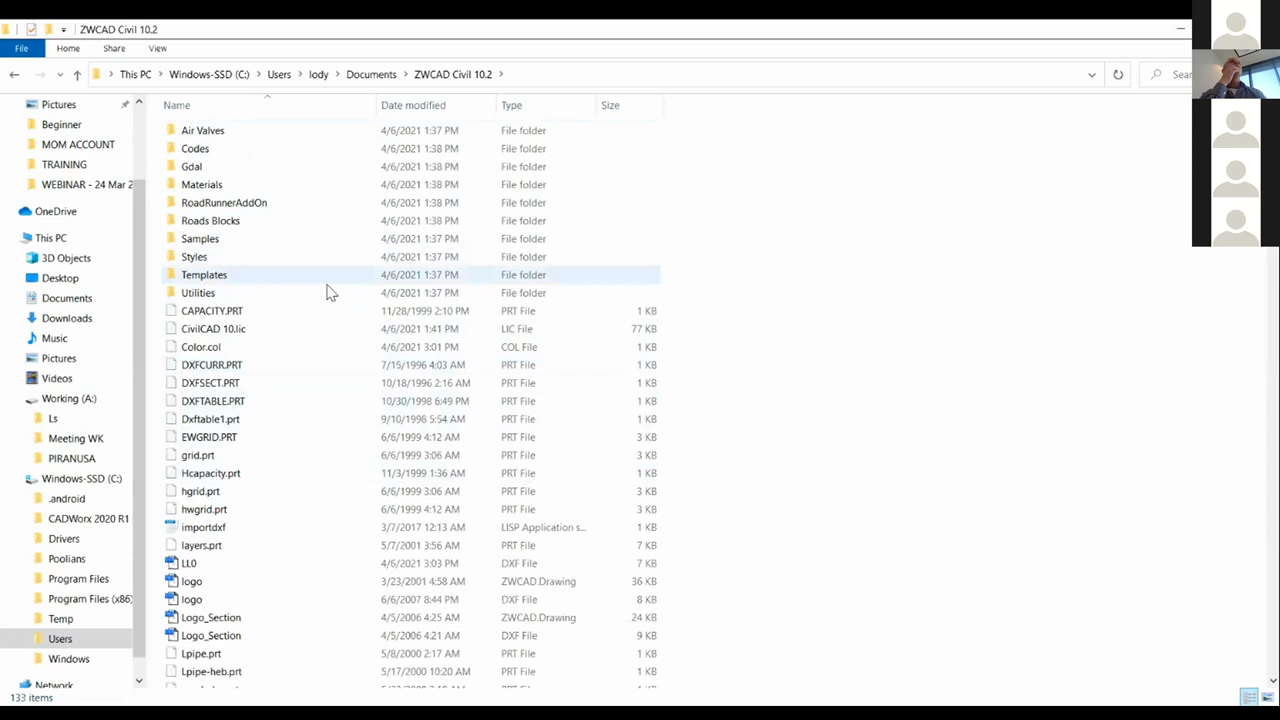 ZWCAD Civil 10.2
File Home Share View
This PC Windows-SSD (C:) Users lody Documents ZWCAD Civil 10.2
Pictures
Beginner
MOM ACCOUNT
TRAINING
WEBINAR - 24 Mar 2
OneDrive
This PC
3D Objects
Desktop
Documents
Downloads
Music
Pictures
Videos
Working (A:)
Ls
Meeting WK
PIRANUSA
Windows-SSD (C:)
.android
CADWorx 2020 R1
Drivers
Poolians
Program Files
Program Files (x86)
Temp
Users
Windows
Network
Name Date modified Type Size
Air Valves 4/6/2021 1:37 PM File folder
Codes 4/6/2021 1:38 PM File folder
Gdal 4/6/2021 1:38 PM File folder
Materials 4/6/2021 1:38 PM File folder
RoadRunnerAddOn 4/6/2021 1:38 PM File folder
Roads Blocks 4/6/2021 1:38 PM File folder
Samples 4/6/2021 1:37 PM File folder
Styles 4/6/2021 1:37 PM File folder
Templates 4/6/2021 1:37 PM File folder
Utilities 4/6/2021 1:37 PM File folder
CAPACITY.PRT 11/28/1999 2:10 PM PRT File 1 KB
CivilCAD 10.lic 4/6/2021 1:41 PM LIC File 77 KB
Color.col 4/6/2021 3:01 PM COL File 1 KB
DXFCURR.PRT 7/15/1996 4:03 AM PRT File 1 KB
DXFSECT.PRT 10/18/1996 2:16 AM PRT File 1 KB
DXFTABLE.PRT 10/30/1998 6:49 PM PRT File 1 KB
Dxftable1.prt 9/10/1998 5:54 AM PRT File 1 KB
EWGRID.PRT 6/6/1999 4:12 AM PRT File 3 KB
grid.prt 6/6/1999 3:06 AM PRT File 3 KB
Hcapacity.prt 11/3/1999 1:36 AM PRT File 1 KB
hgrid.prt 6/6/1999 3:06 AM PRT File 3 KB
hwgrid.prt 6/6/1999 4:12 AM PRT File 3 KB
importdxf 3/7/2017 12:13 AM LISP Application s... 1 KB
layers.prt 5/7/2001 3:56 AM PRT File 1 KB
LL0 4/6/2021 3:03 PM DXF File 7 KB
logo 3/23/2001 4:58 AM ZWCAD.Drawing 36 KB
logo 6/6/2007 8:44 PM DXF File 8 KB
Logo_Section 4/5/2006 4:25 AM ZWCAD.Drawing 24 KB
Logo_Section 4/5/2006 4:21 AM DXF File 9 KB
Lpipe.prt 5/8/2000 2:17 AM PRT File 1 KB
Lpipe-heb.prt 5/17/2000 10:20 AM PRT File 1 KB
133 items